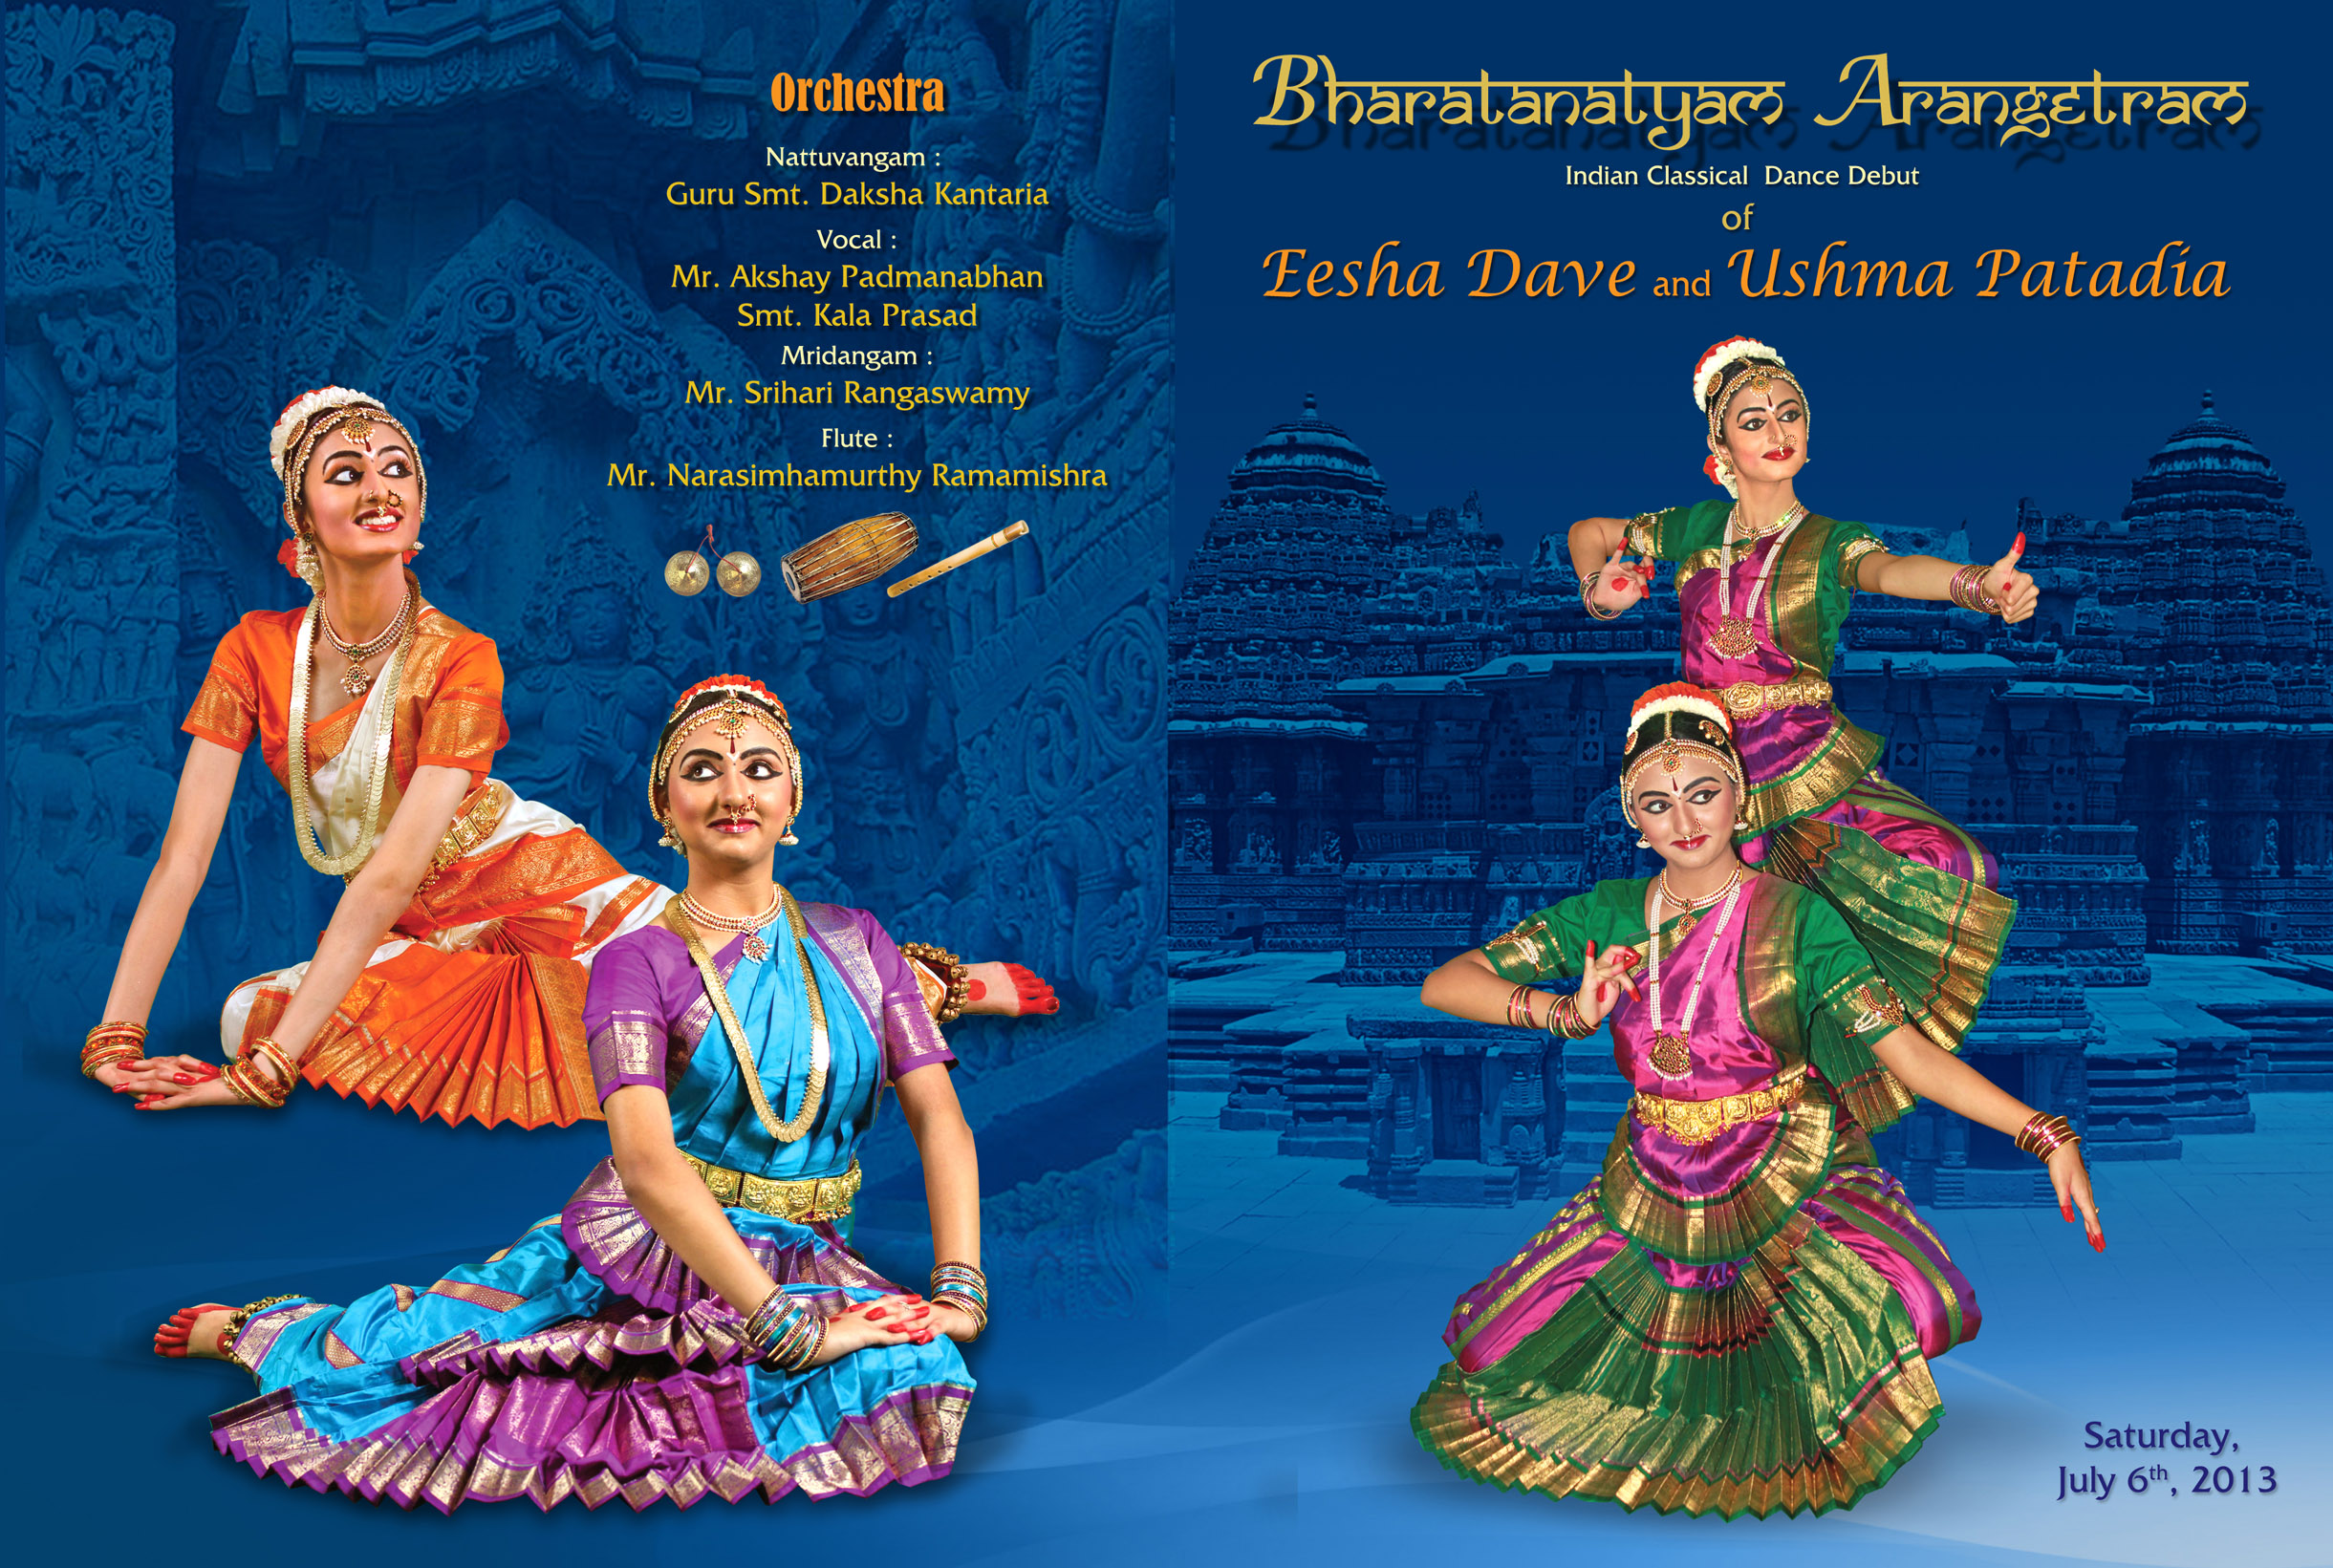 Orchestra
Nattuvangam :
Guru Smt. Daksha Kantaria
Vocal :
Mr. Akshay Padmanabhan
Smt. Kala Prasad
Mridangam :
Mr. Srihari Rangaswamy
Flute :
Mr. Narasimhamurthy Ramamishra
Bharatanatyam Arangetram
Indian Classical Dance Debut
of
Eesha Dave and Ushma Patadia
Saturday,
July 6th, 2013